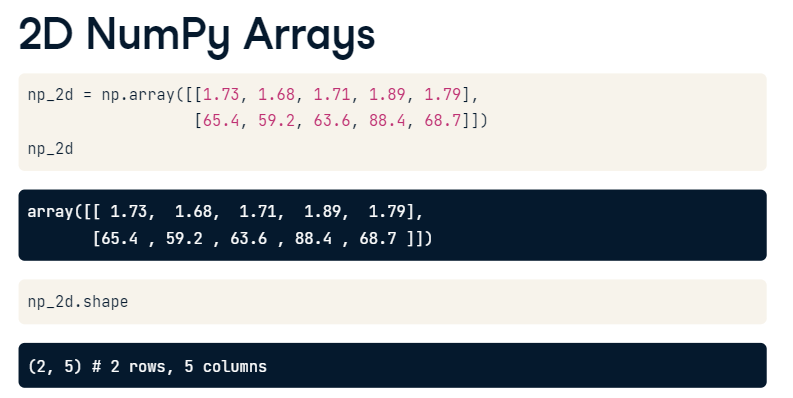 2D NumPy Arrays
np_2d = np.array([[1.73, 1.68, 1.71, 1.89, 1.79],
                  [65.4, 59.2, 63.6, 88.4, 68.7]])
np_2d
array([[ 1.73,  1.68,  1.71,  1.89,  1.79],
       [65.4 , 59.2 , 63.6 , 88.4 , 68.7 ]])
np_2d.shape
(2, 5) # 2 rows, 5 columns